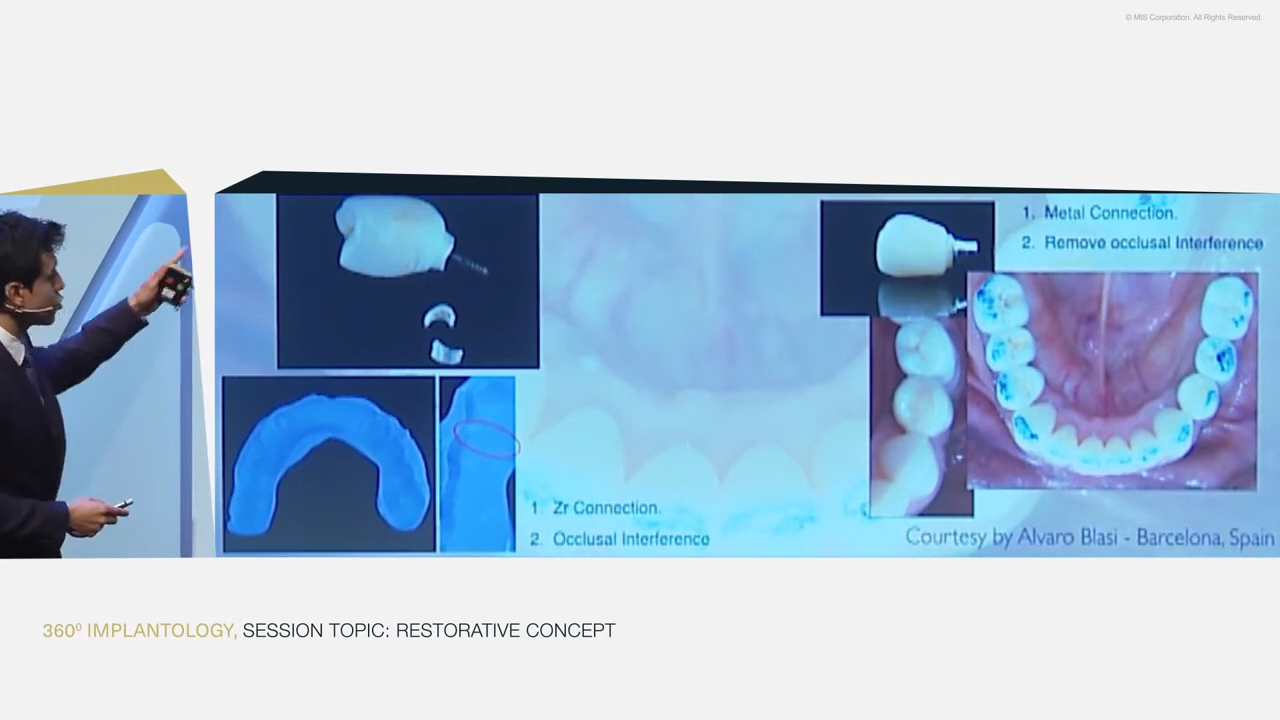 © MIS Corporation. All Rights Reserved.
1. Metal Connection.
2. Remove occlusal Interference
1. Zr Connection.
2. Occlusal Interference
Courtesy by Alvaro Blasi - Barcelona, Spain
360⁰ IMPLANTOLOGY, SESSION TOPIC: RESTORATIVE CONCEPT